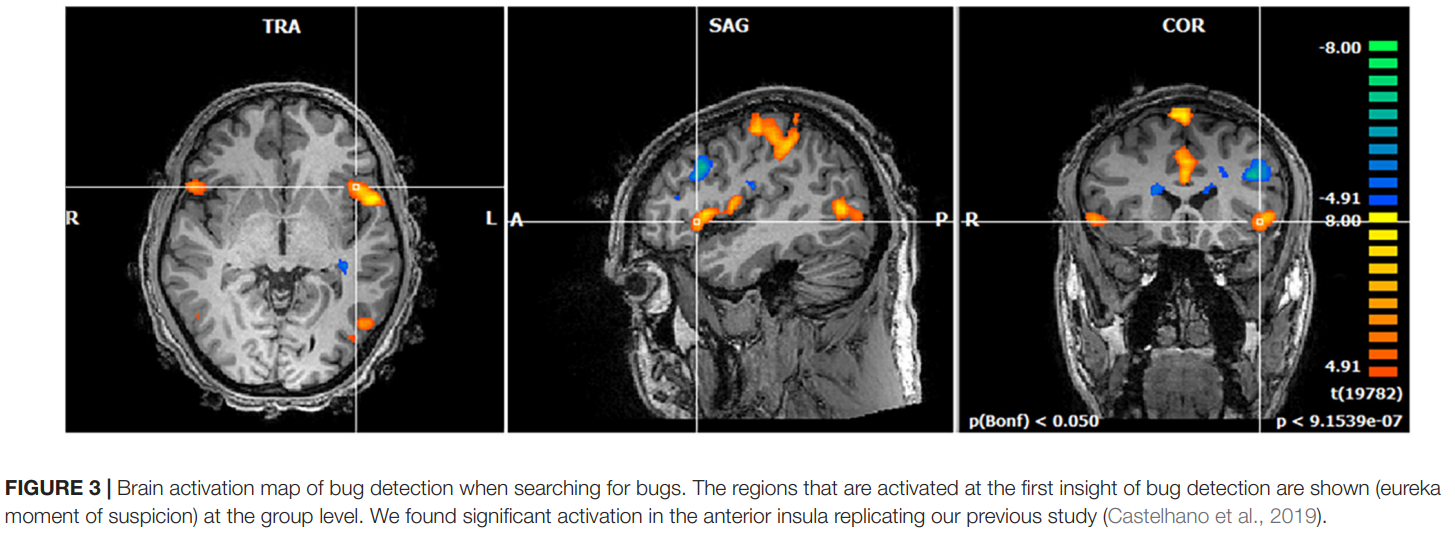 TRA
SAG
COR
-8.00
R
L
A
P
R
-4.91
8.00
4.91
t(19782)
p(Bonf) < 0.050
p < 9.1539e-07
FIGURE 3 | Brain activation map of bug detection when searching for bugs. The regions that are activated at the first insight of bug detection are shown (eureka
moment of suspicion) at the group level. We found significant activation in the anterior insula replicating our previous study (Castelhano et al., 2019).